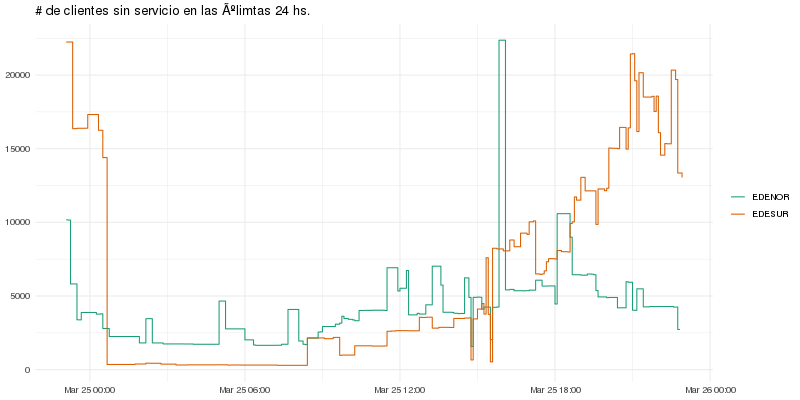 # de clientes sin servicio en las Ãºlimtas 24 hs.
20000
15000
10000
5000
0
Mar 25 00:00
Mar 25 06:00
Mar 25 12:00
Mar 25 18:00
Mar 26 00:00
EDENOR
EDESUR